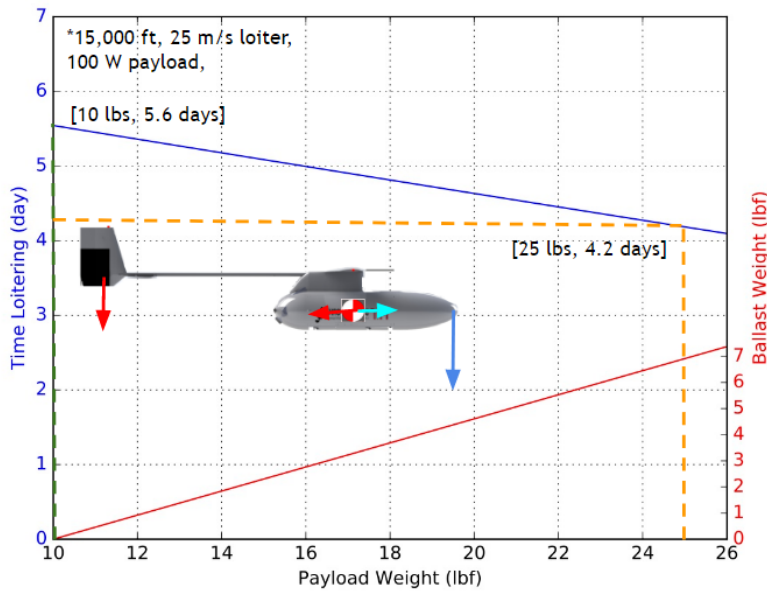 *15,000 ft, 25 m/s loiter,
100 W payload,
[10 lbs, 5.6 days]
[25 lbs, 4.2 days]
Time Loitering (day)
7
6
5
4
3
2
1
0
Ballast Weight (lbf)
7
6
5
4
3
2
1
0
10 12 14 16 18 20 22 24 26
Payload Weight (lbf)